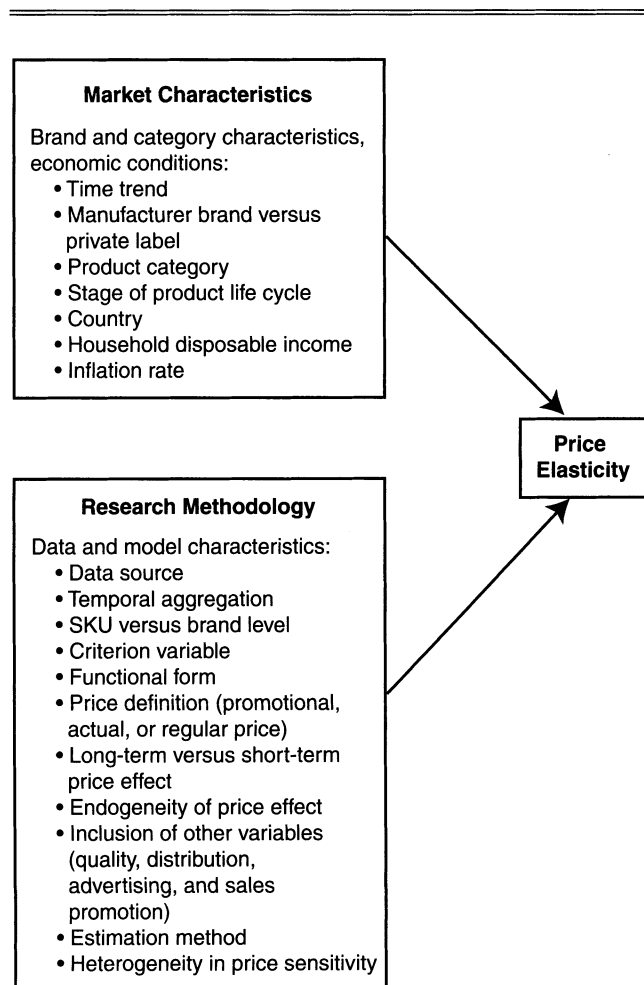 Market Characteristics
Brand and category characteristics,
economic conditions:
• Time trend
• Manufacturer brand versus
private label
• Product category
• Stage of product life cycle
• Country
• Household disposable income
• Inflation rate
Price
Elasticity
Research Methodology
Data and model characteristics:
• Data source
• Temporal aggregation
• SKU versus brand level
• Criterion variable
• Functional form
• Price definition (promotional,
actual, or regular price)
• Long-term versus short-term
price effect
• Endogeneity of price effect
• Inclusion of other variables
(quality, distribution,
advertising, and sales
promotion)
• Estimation method
• Heterogeneity in price sensitivity